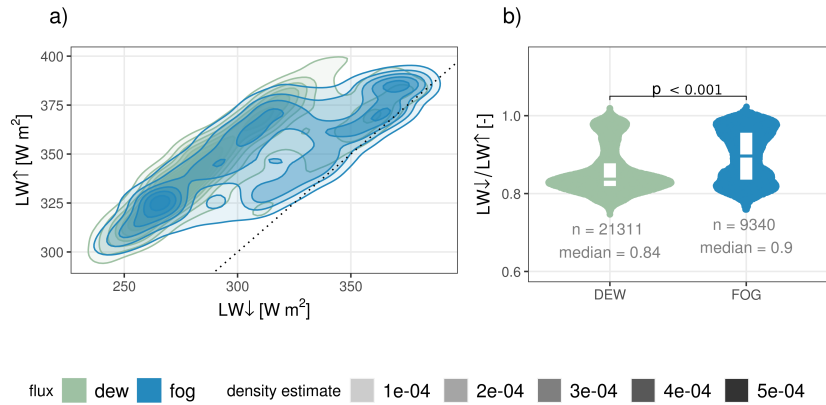 a)
400
375
350
325
300
LW↑ [W m²]
250
300
350
LW↓ [W m²]
b)
p < 0.001
1.0
0.8
0.6
LW↓/LW↑ [-]
n = 21311
median = 0.84
n = 9340
median = 0.9
DEW
FOG
flux dew fog density estimate 1e-04 2e-04 3e-04 4e-04 5e-04